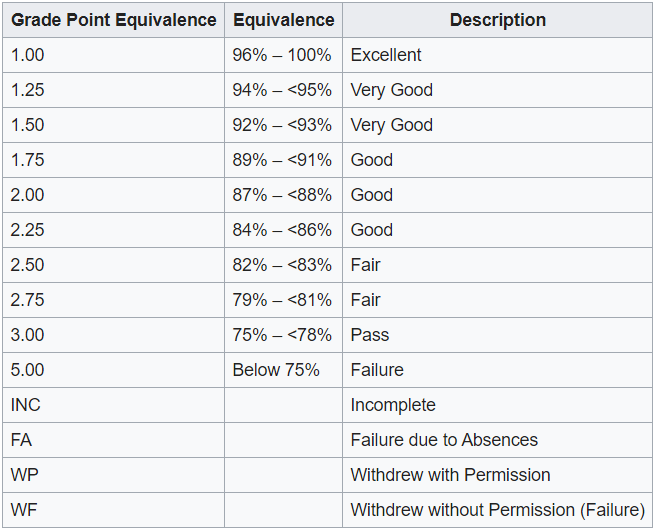 Grade Point Equivalence Equivalence Description
1.00 96% – 100% Excellent
1.25 94% – <95% Very Good
1.50 92% – <93% Very Good
1.75 89% – <91% Good
2.00 87% – <88% Good
2.25 84% – <86% Good
2.50 82% – <83% Fair
2.75 79% – <81% Fair
3.00 75% – <78% Pass
5.00 Below 75% Failure
INC Incomplete
FA Failure due to Absences
WP Withdrew with Permission
WF Withdrew without Permission (Failure)